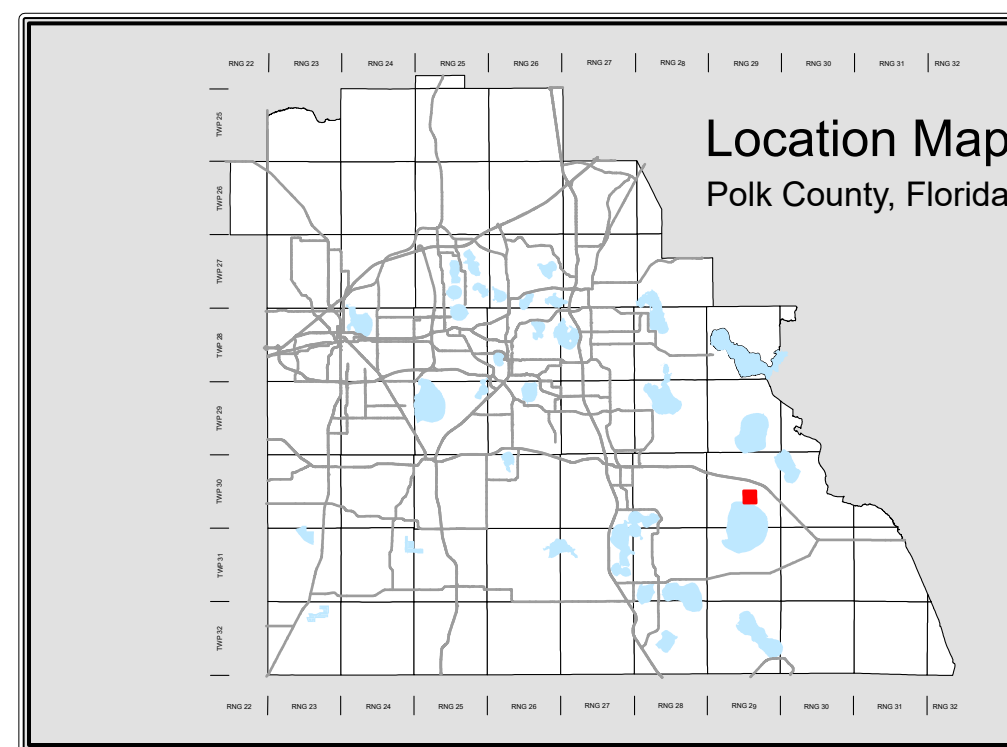 RNG 22 RNG 23 RNG 24 RNG 25 RNG 26 RNG 27 RNG 28 RNG 29 RNG 30 RNG 31 RNG 32
Location Map
Polk County, Florida
TWP 25
TWP 26
TWP 27
TWP 28
TWP 29
TWP 30
TWP 31
TWP 32
RNG 22 RNG 23 RNG 24 RNG 25 RNG 26 RNG 27 RNG 28 RNG 29 RNG 30 RNG 31 RNG 32